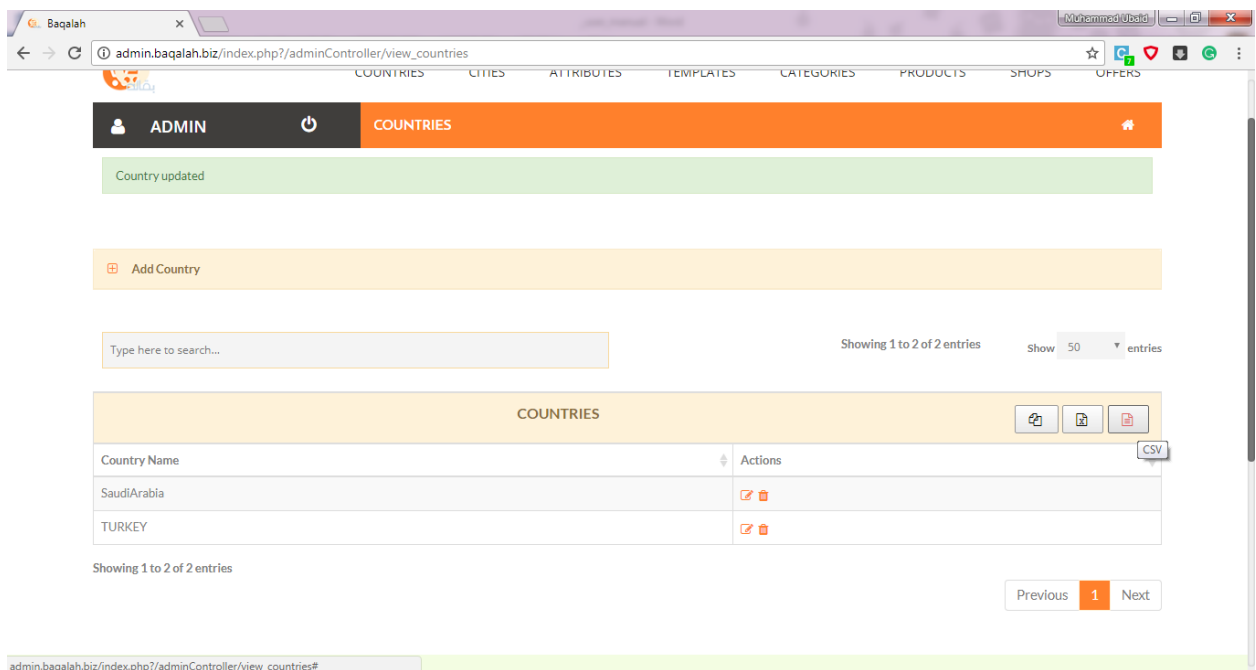 Baqalah
Muhammad Ubaid
admin.baqalah.biz/index.php?/adminController/view_countries
COUNTRIES CITIES ATTRIBUTES TEMPLATES CATEGORIES PRODUCTS SHOPS OFFERS
بقالة
ADMIN COUNTRIES
Country updated
Add Country
Type here to search...
Showing 1 to 2 of 2 entries
Show 50 entries
COUNTRIES
CSV
Country Name Actions
SaudiArabia
TURKEY
Showing 1 to 2 of 2 entries
Previous 1 Next
admin.baqalah.biz/index.php?/adminController/view_countries#